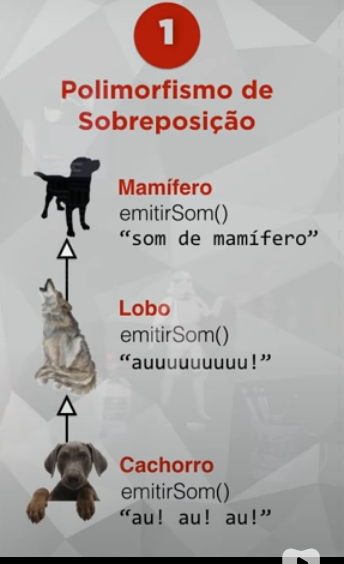 1
Polimorfismo de
Sobreposição
Mamífero
emitirSom()
“som de mamífero”
Lobo
emitirSom()
“auuuuuuuuu!”
Cachorro
emitirSom()
“au! au! au!”